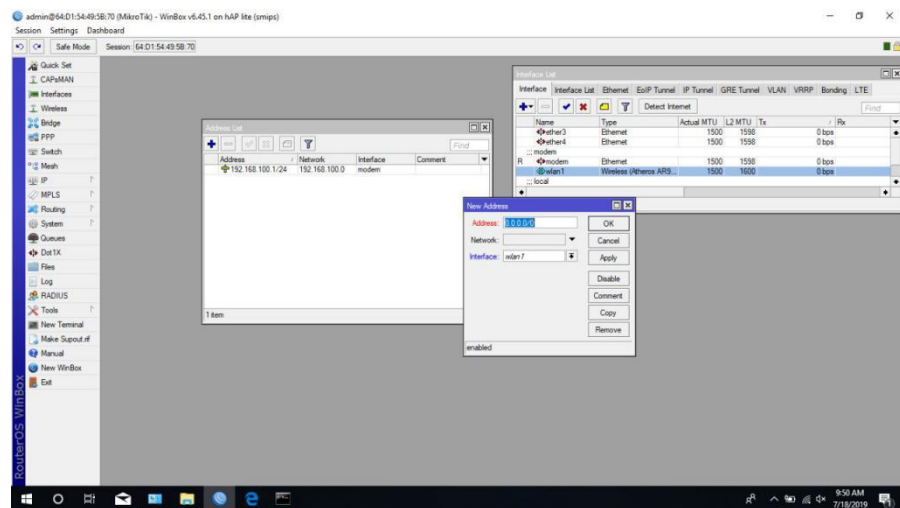 admin@64:D1:54:49:5B:70 (MikroTik) - WinBox v6.45.1 on hAP lite (smips)
Session Settings Dashboard
Safe Mode Session: 64:D1:54:49:5B:70
Quick Set
CAPsMAN
Interfaces
Wireless
Bridge
PPP
Switch
Mesh
IP
MPLS
Routing
System
Queues
Dot1X
Files
Log
RADIUS
Tools
New Terminal
Make Supout.rif
Manual
New WinBox
Exit
RouterOS WinBox
Address List
Find
Address Network Interface Comment
192.168.100.1/24 192.168.100.0 modem
1 item
Interface List
Interface Interface List Ethernet EoIP Tunnel IP Tunnel GRE Tunnel VLAN VRRP Bonding LTE
Detect Internet
Find
Name Type Actual MTU L2 MTU Tx Rx
ether3 Ethernet 1500 1598 0 bps
ether4 Ethernet 1500 1598 0 bps
;;; modem
R modem Ethernet 1500 1598 0 bps
wlan1 Wireless (Atheros AR9... 1500 1600 0 bps
;;; local
New Address
Address: 0.0.0.0/0
Network:
Interface: wlan1
OK
Cancel
Apply
Disable
Comment
Copy
Remove
enabled
9:50 AM
7/18/2019